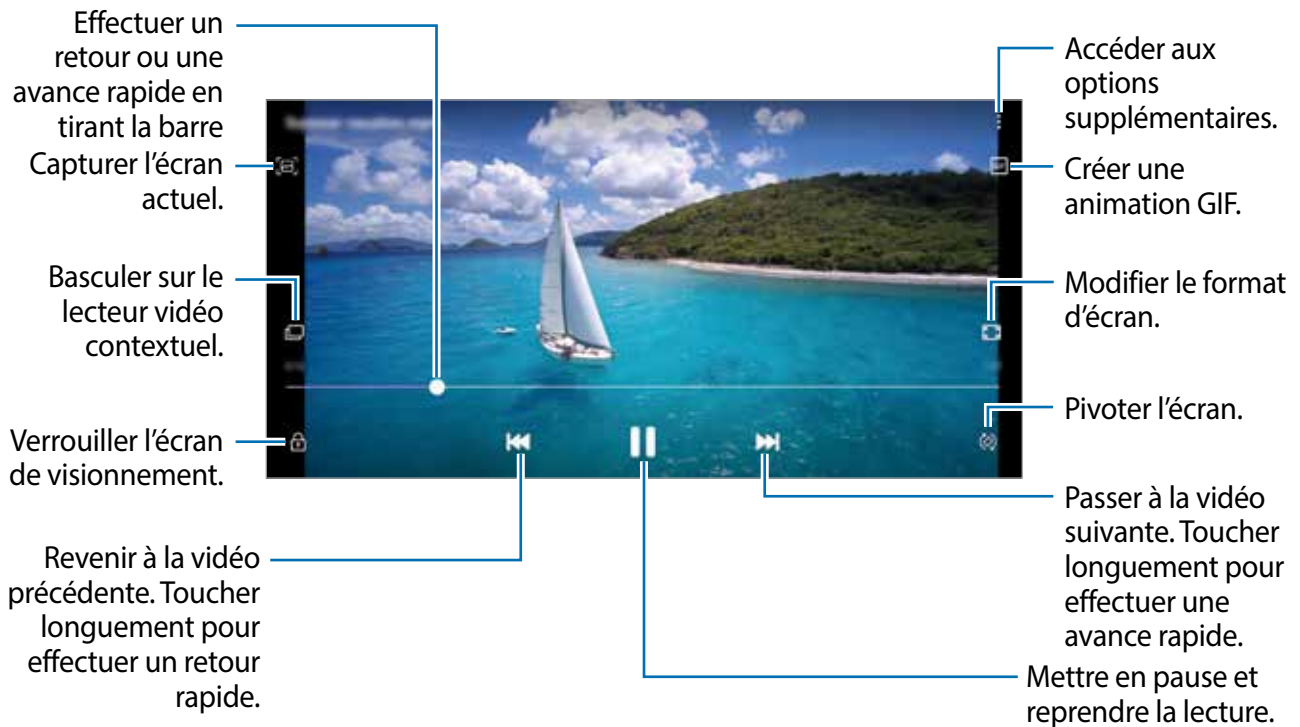 Effectuer un
retour ou une
avance rapide en
tirant la barre
Capturer l’écran
actuel.
Basculer sur le
lecteur vidéo
contextuel.
Verrouiller l’écran
de visionnement.
Revenir à la vidéo
précédente. Toucher
longuement pour
effectuer un retour
rapide.
Accéder aux
options
supplémentaires.
Créer une
animation GIF.
Modifier le format
d’écran.
Pivoter l’écran.
Passer à la vidéo
suivante. Toucher
longuement pour
effectuer une
avance rapide.
Mettre en pause et
reprendre la lecture.